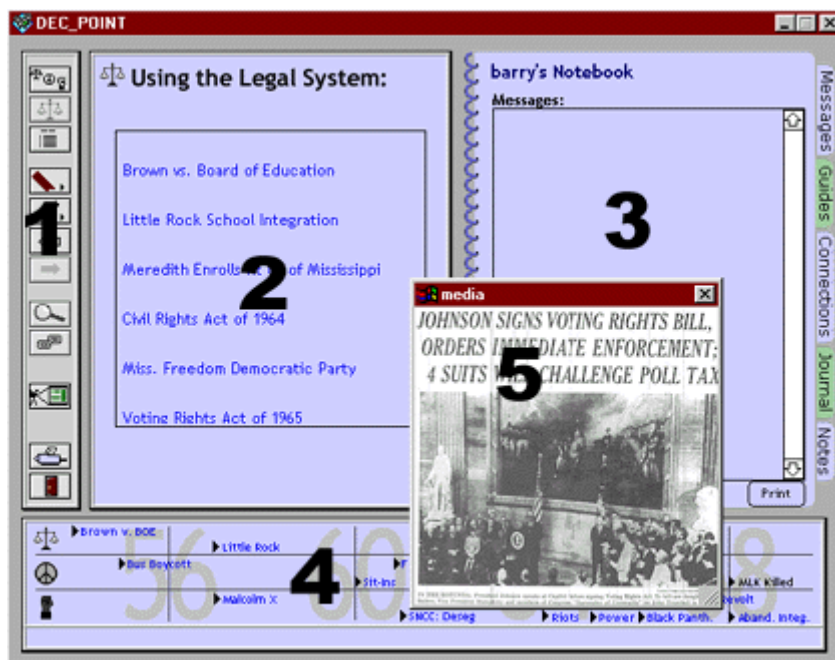 DEC_POINT
Using the Legal System:
Brown vs. Board of Education
Little Rock School Integration
Meredith Enrolls of Mississippi
Civil Rights Act of 1964
Miss. Freedom Democratic Party
Voting Rights Act of 1965
barry's Notebook
Messages:
Print
Messages
Guides
Connections
Journal
Notes
1
2
3
4
5
media
JOHNSON SIGNS VOTING RIGHTS BILL,
ORDERS IMMEDIATE ENFORCEMENT;
4 SUITS WILL CHALLENGE POLL TAX
Brown v. BOE
Little Rock
Bus Boycott
Sit-Ins
MLK Killed
Malcolm X
SNCC: Deseg
Riots
Power
Black Panth.
Aband. Integ.
56
60
8